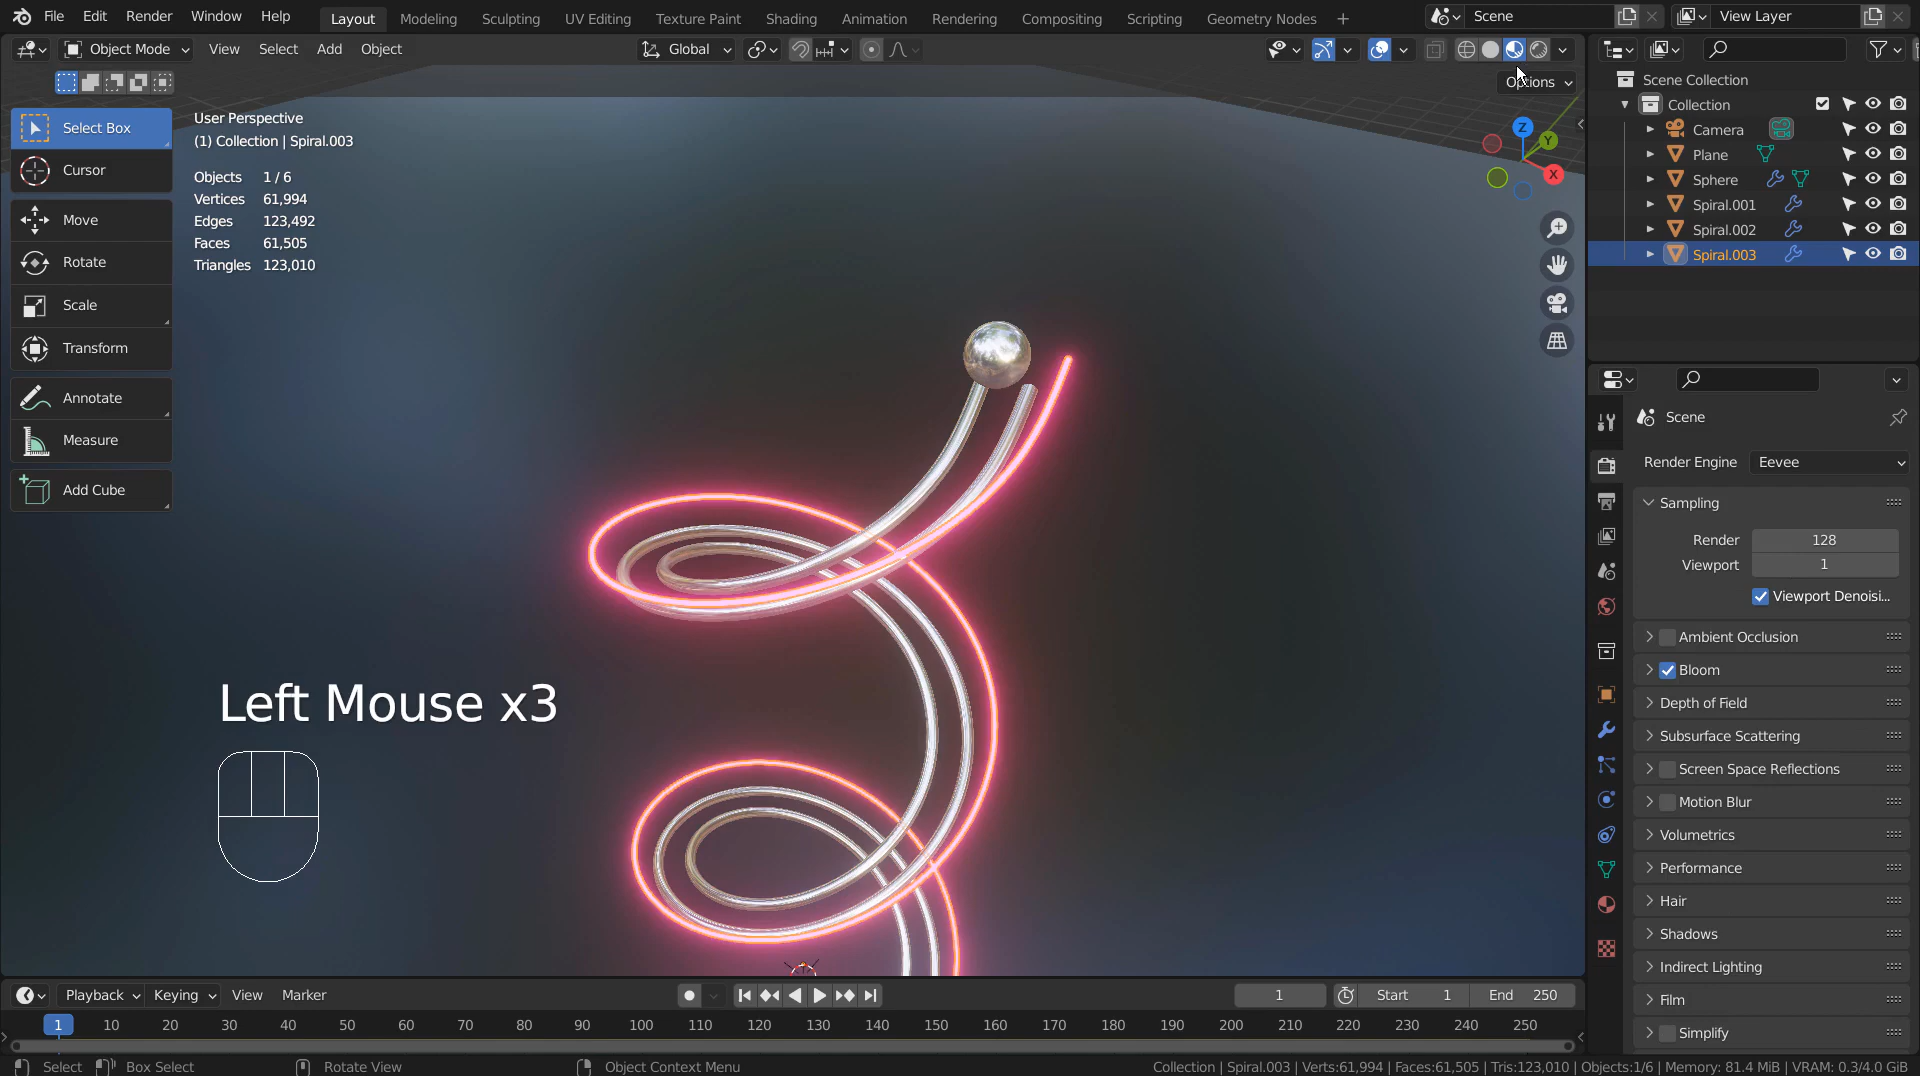 File Edit Render Window Help Layout Modeling Sculpting UV Editing Texture Paint Shading Animation Rendering Compositing Scripting Geometry Nodes + Scene View Layer
Object Mode View Select Add Object Global
Options
Select Box
Cursor
Move
Rotate
Scale
Transform
Annotate
Measure
Add Cube
User Perspective
(1) Collection | Spiral.003
Objects 1 / 6
Vertices 61,994
Edges 123,492
Faces 61,505
Triangles 123,010
Z
Y
X
Left Mouse x3
Scene Collection
Collection
Camera
Plane
Sphere
Spiral.001
Spiral.002
Spiral.003
Scene
Render Engine Eevee
Sampling
Render 128
Viewport 1
Viewport Denoisi...
Ambient Occlusion
Bloom
Depth of Field
Subsurface Scattering
Screen Space Reflections
Motion Blur
Volumetrics
Performance
Hair
Shadows
Indirect Lighting
Film
Simplify
Playback Keying View Marker 1 Start 1 End 250
1 10 20 30 40 50 60 70 80 90 100 110 120 130 140 150 160 170 180 190 200 210 220 230 240 250
Select Box Select Rotate View Object Context Menu Collection | Spiral.003 | Verts:61,994 | Faces:61,505 | Tris:123,010 | Objects:1/6 | Memory: 81.4 MiB | VRAM: 0.3/4.0 GiB